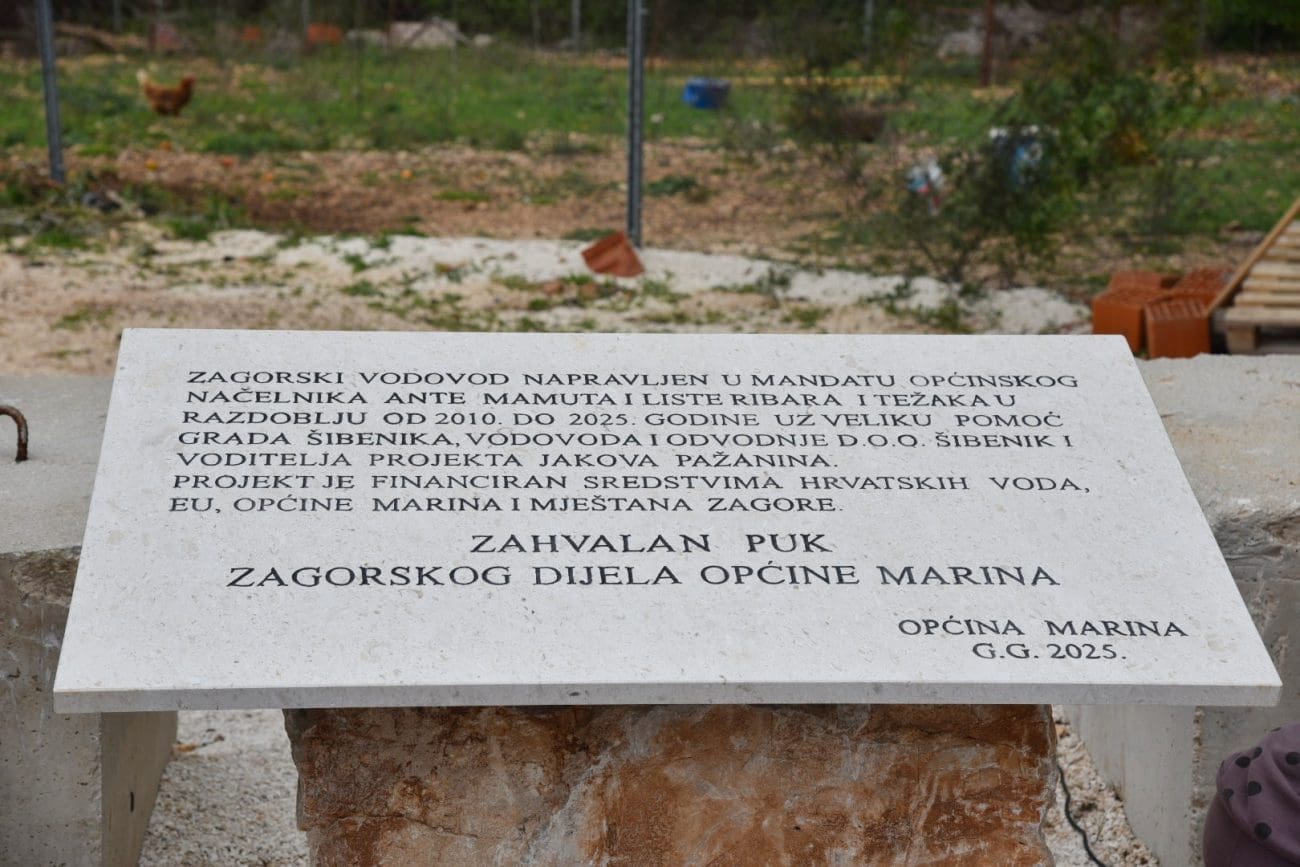 ZAGORSKI VODOVOD NAPRAVLJEN U MANDATU OPĆINSKOG
NAČELNIKA ANTE MAMUTA I LISTE RIBARA I TEŽAKA U
RAZDOBLJU OD 2010. DO 2025. GODINE UZ VELIKU POMOĆ
GRADA ŠIBENIKA, VODOVODA I ODVODNJE D.O.O. ŠIBENIK I
VODITELJA PROJEKTA JAKOVA PAŽANINA.
PROJEKT JE FINANCIRAN SREDSTVIMA HRVATSKIH VODA,
EU, OPĆINE MARINA I MJEŠTANA ZAGORE.
ZAHVALAN PUK
ZAGORSKOG DIJELA OPĆINE MARINA
OPĆINA MARINA
G.G. 2025.